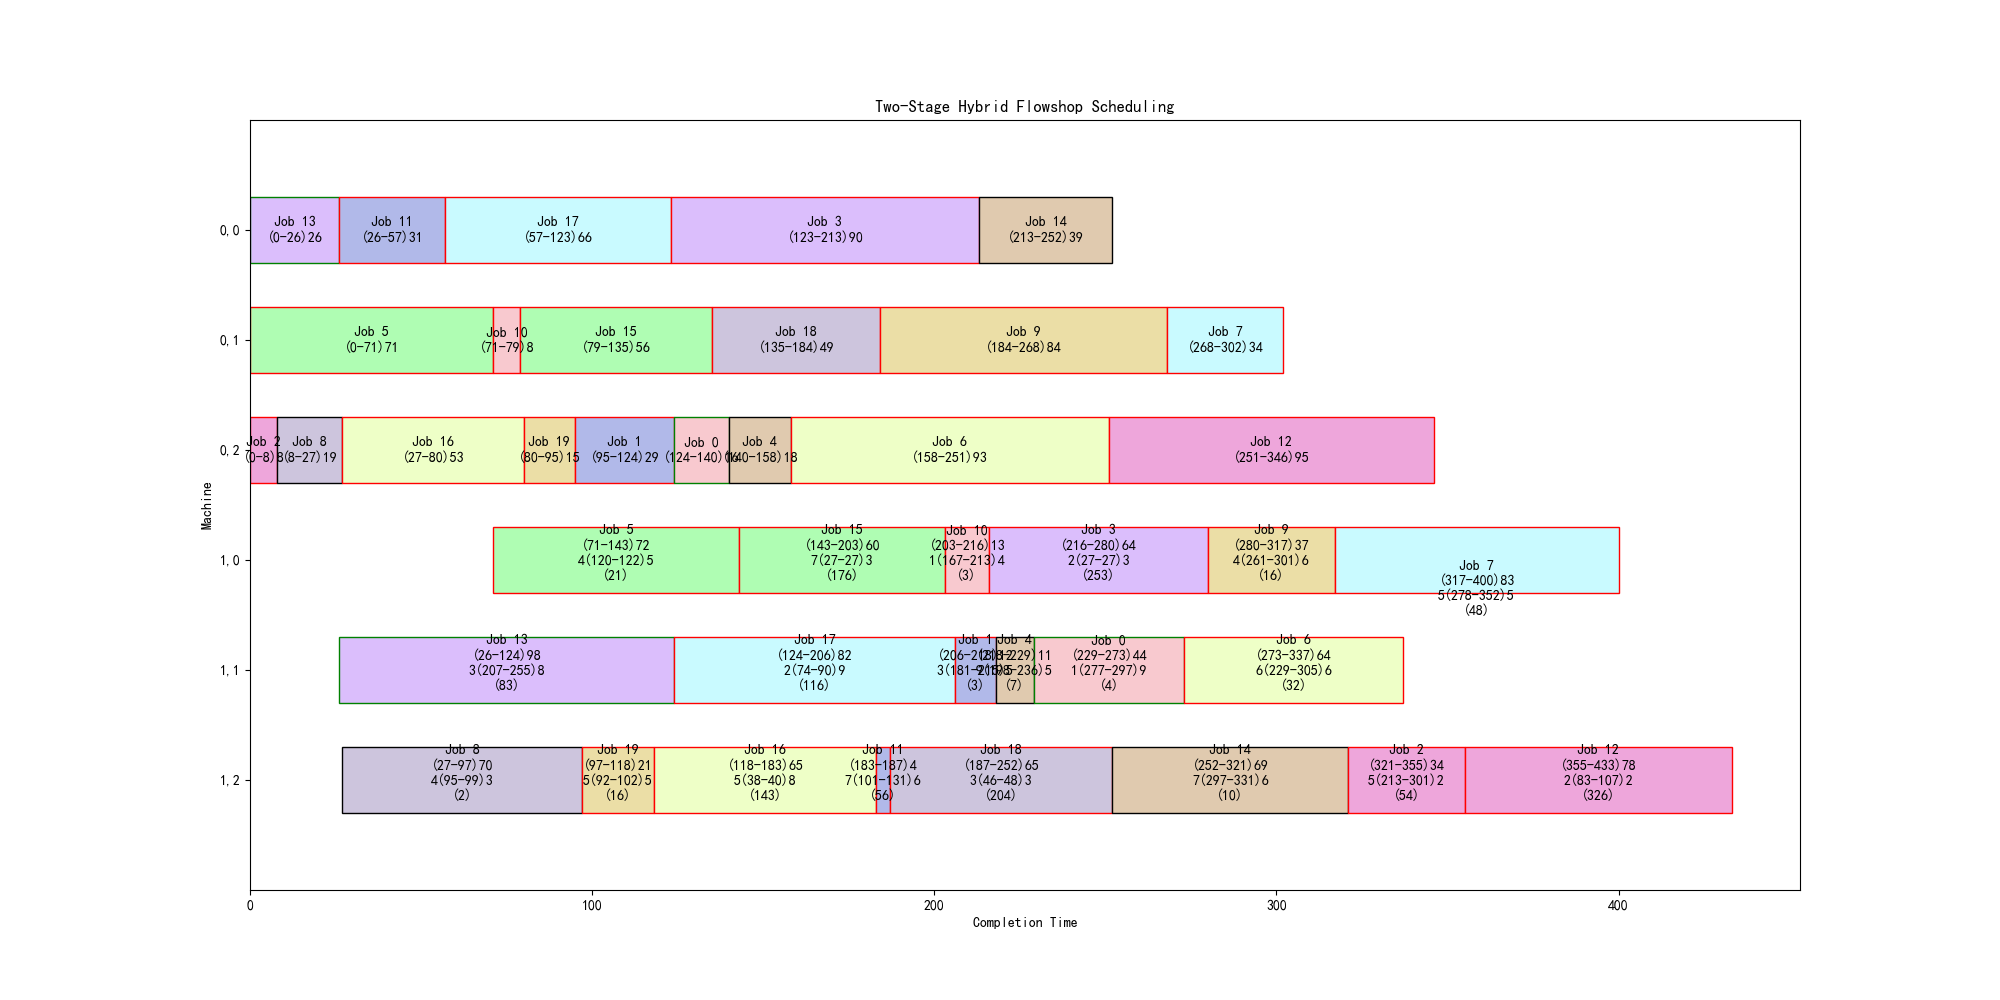 Two-Stage Hybrid Flowshop Scheduling
0,0
Job 13
(0-26)26
Job 11
(26-57)31
Job 17
(57-123)66
Job 3
(123-213)90
Job 14
(213-252)39
0,1
Job 5
(0-71)71
Job 10
(71-79)8
Job 15
(79-135)56
Job 18
(135-184)49
Job 9
(184-268)84
Job 7
(268-302)34
0,2
Job 2
(0-8)8
Job 8
(8-27)19
Job 16
(27-80)53
Job 19
(80-95)15
Job 1
(95-124)29
Job 0
(124-140)16
Job 4
(140-158)18
Job 6
(158-251)93
Job 12
(251-346)95
Machine
1,0
Job 5
(71-143)72
4(120-122)5
(21)
Job 15
(143-203)60
7(27-27)3
(176)
Job 10
(203-216)13
1(167-213)4
(3)
Job 3
(216-280)64
2(27-27)3
(253)
Job 9
(280-317)37
4(261-301)6
(16)
Job 7
(317-400)83
5(278-352)5
(48)
1,1
Job 13
(26-124)98
3(207-255)8
(83)
Job 17
(124-206)82
2(74-90)9
(116)
Job 1
(206-218)12
(3)
Job 4
(218-229)11
(7)
Job 0
(229-273)44
1(277-297)9
(4)
Job 6
(273-337)64
6(229-305)6
(32)
1,2
Job 8
(27-97)70
4(95-99)3
(2)
Job 19
(97-118)21
5(92-102)5
(16)
Job 16
(118-183)65
5(38-40)8
(143)
Job 11
(183-187)4
7(101-131)6
(56)
Job 18
(187-252)65
3(46-48)3
(204)
Job 14
(252-321)69
7(297-331)6
(10)
Job 2
(321-355)34
5(213-301)2
(54)
Job 12
(355-433)78
2(83-107)2
(326)
0
100
200
300
400
Completion Time